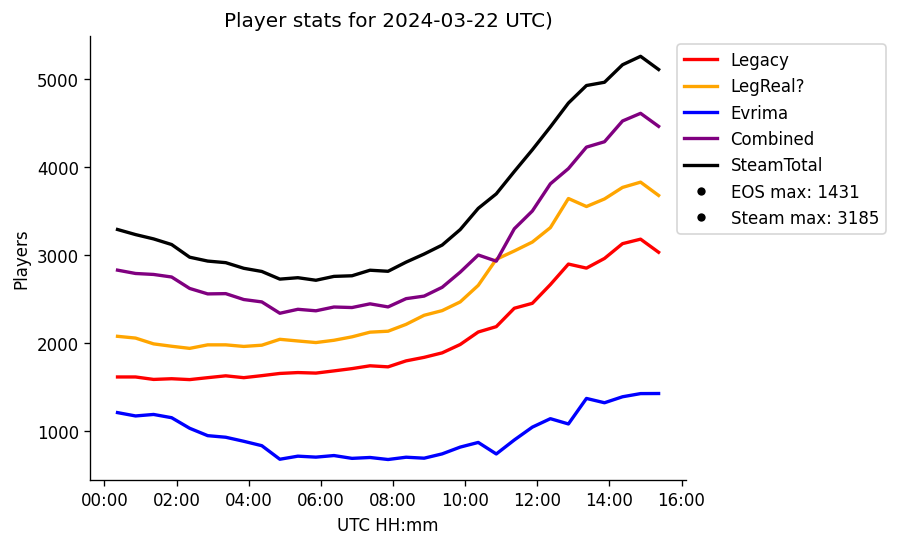 Player stats for 2024-03-22 UTC)
Players
5000
4000
3000
2000
1000
00:00 02:00 04:00 06:00 08:00 10:00 12:00 14:00 16:00
UTC HH:mm
Legacy
LegReal?
Evrima
Combined
SteamTotal
EOS max: 1431
Steam max: 3185